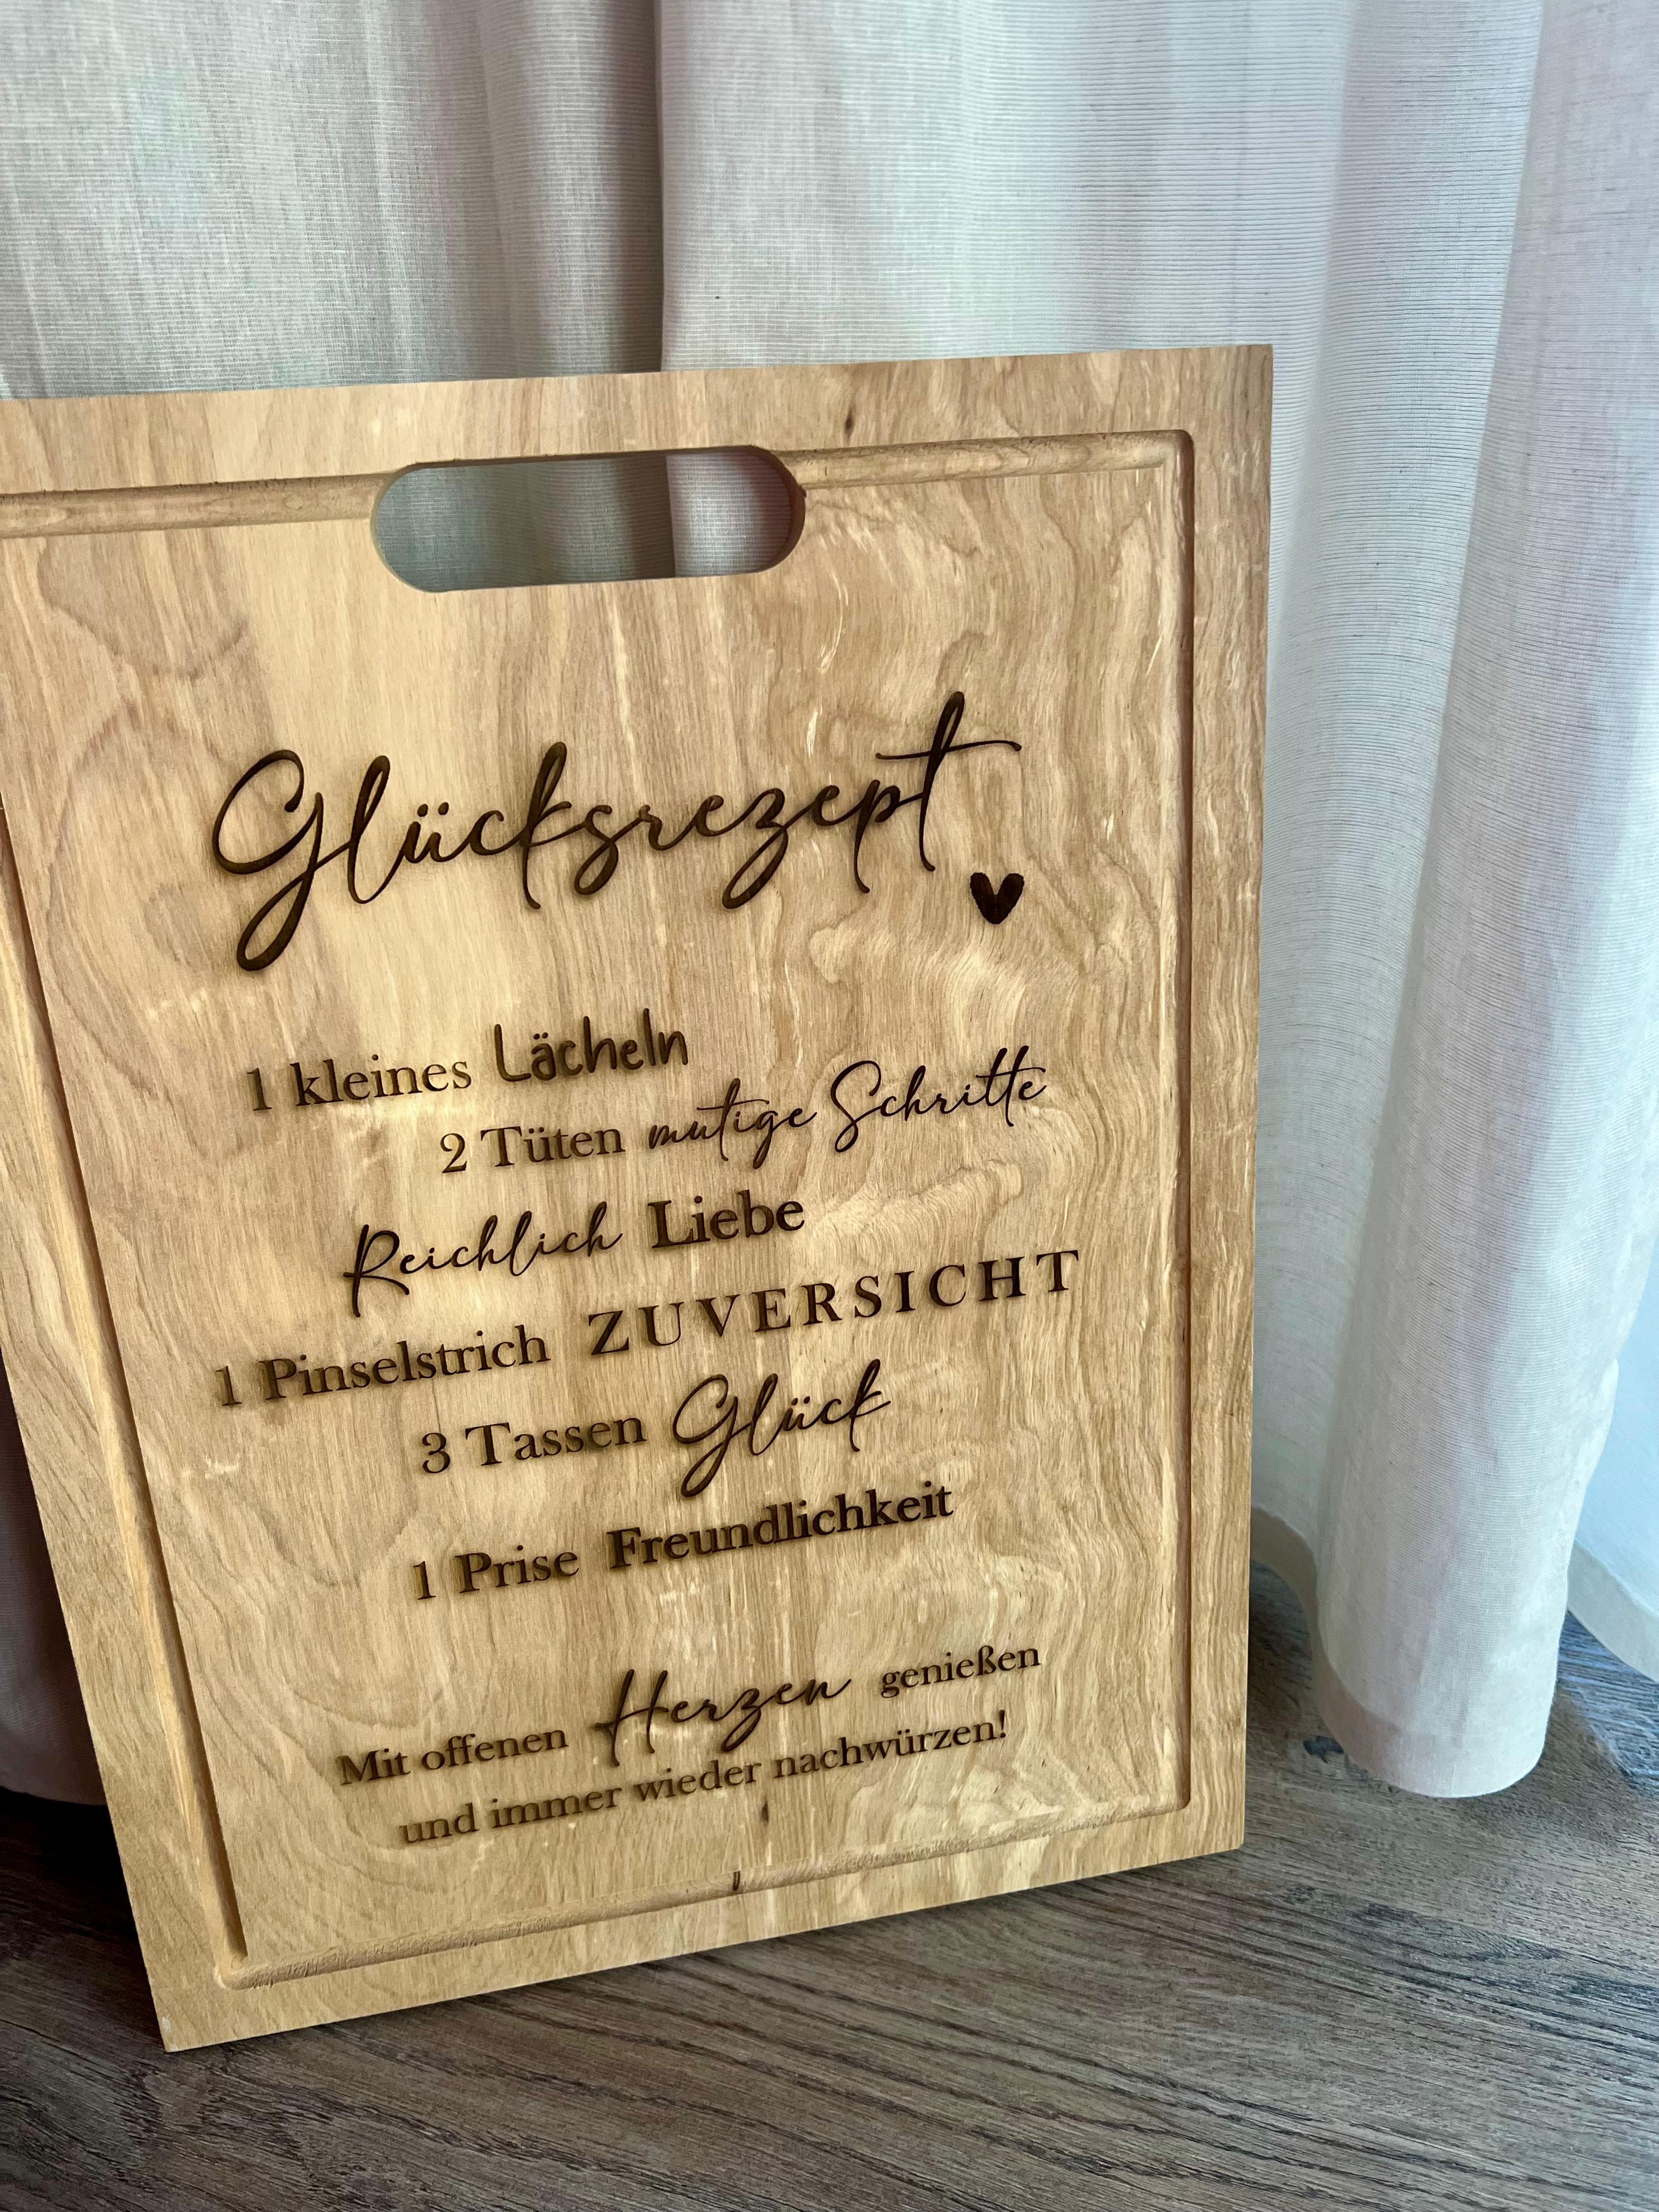 Glücksrezept
1 kleines Lächeln
2 Tüten mutige Schritte
Reichlich Liebe
1 Pinselstrich ZUVERSICHT
3 Tassen Glück
1 Prise Freundlichkeit
Mit offenen Herzen genießen
und immer wieder nachwürzen!